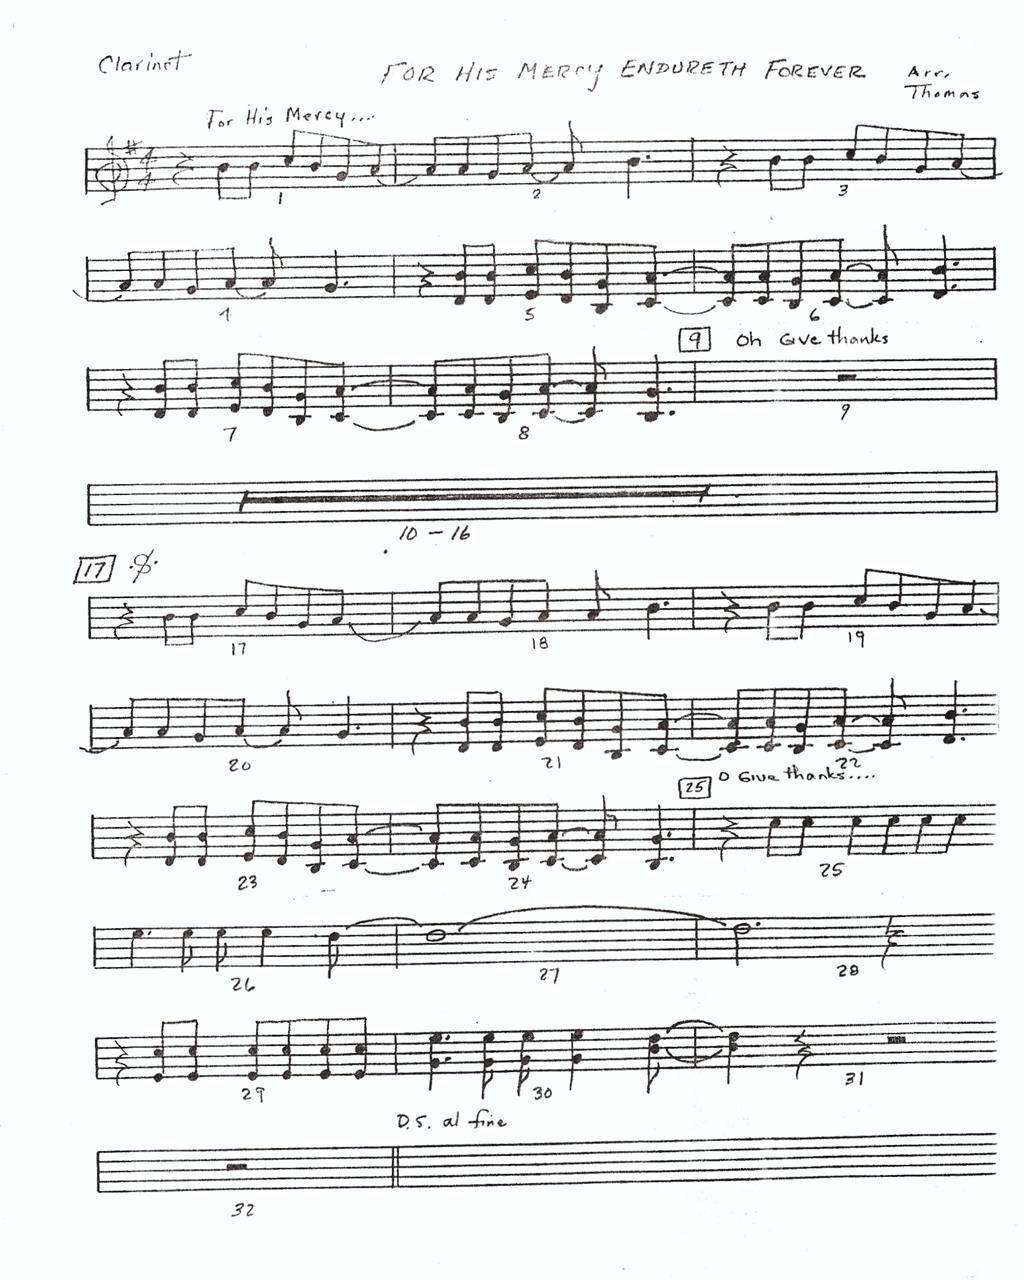 Clarinet
FOR HIS MERCY ENDURETH FOREVER
Arr.
Thomas
For His Mercy....
4
4
1 2 3
4 5 6
9 Oh Give thanks
7 8 9
10 - 16
17
17 18 19
20 21 22
25 O Give thanks....
23 24 25
26 27 28
29 30 31
D.S. al fine
32